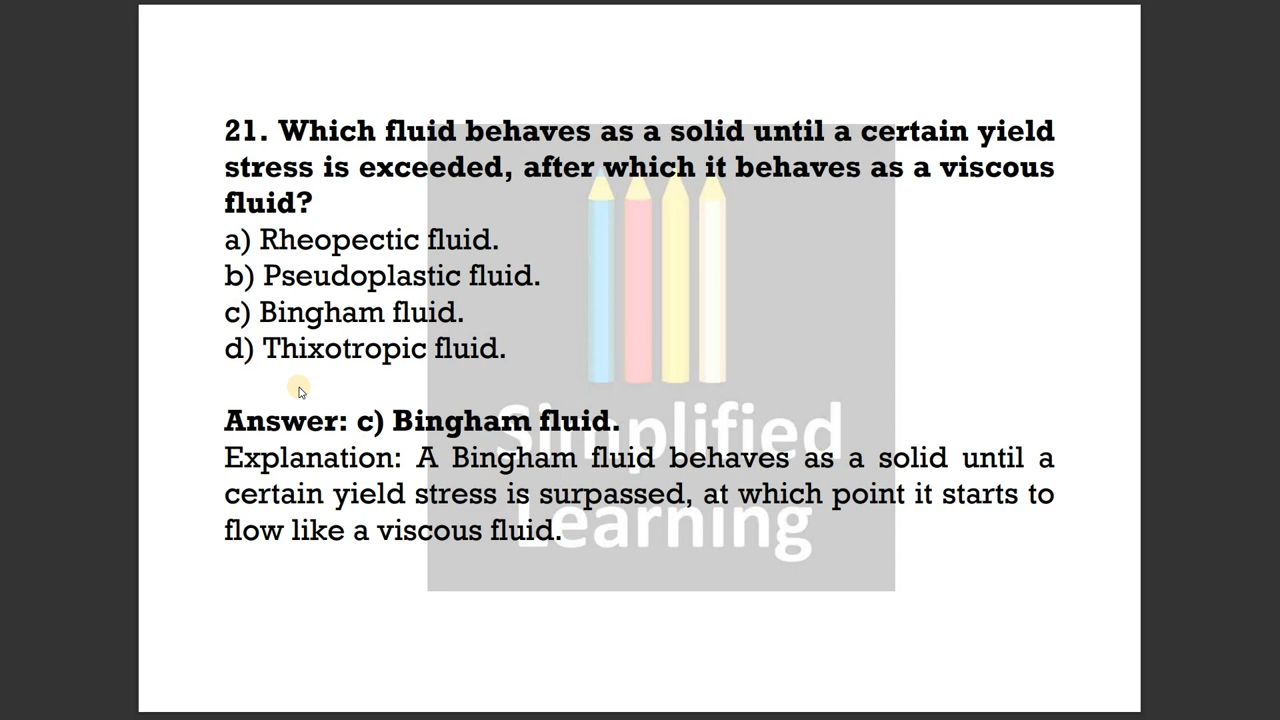 21. Which fluid behaves as a solid until a certain yield
stress is exceeded, after which it behaves as a viscous
fluid?
a) Rheopectic fluid.
b) Pseudoplastic fluid.
c) Bingham fluid.
d) Thixotropic fluid.
Answer: c) Bingham fluid.
Explanation: A Bingham fluid behaves as a solid until a
certain yield stress is surpassed, at which point it starts to
flow like a viscous fluid.
Simplified
Learning